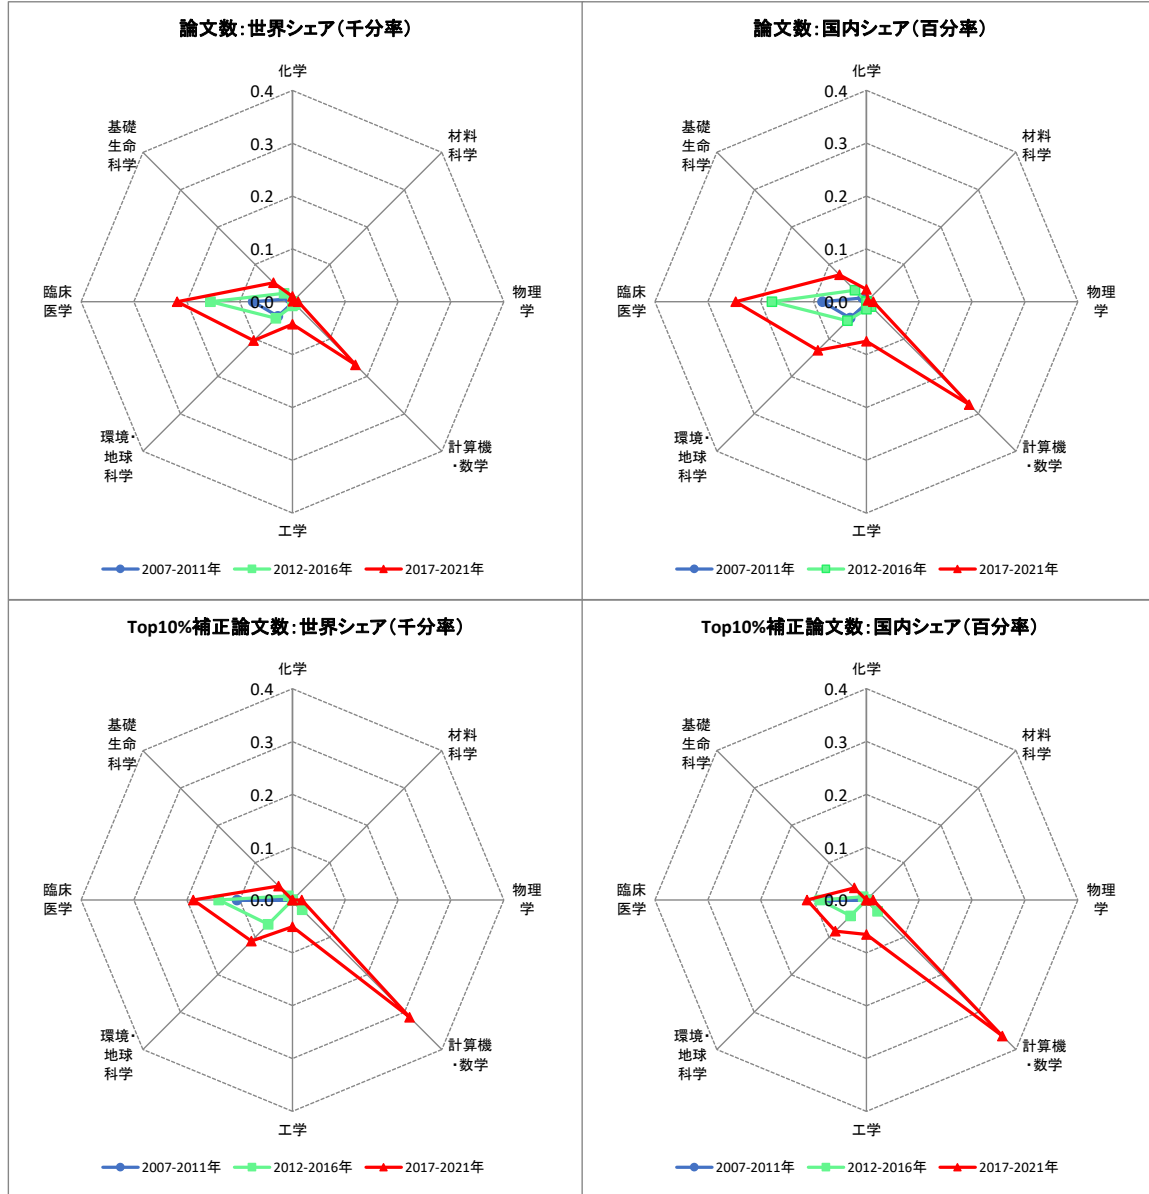 論文数:世界シェア(千分率)
化学
0.4
0.3
0.2
0.1
0.0
材料
科学
物理
学
計算機
・数学
工学
環境・
地球
科学
臨床
医学
基礎
生命
科学
2007-2011年
2012-2016年
2017-2021年
論文数:国内シェア(百分率)
化学
0.4
0.3
0.2
0.1
0.0
材料
科学
物理
学
計算機
・数学
工学
環境・
地球
科学
臨床
医学
基礎
生命
科学
2007-2011年
2012-2016年
2017-2021年
Top10%補正論文数:世界シェア(千分率)
化学
0.4
0.3
0.2
0.1
0.0
材料
科学
物理
学
計算機
・数学
工学
環境・
地球
科学
臨床
医学
基礎
生命
科学
2007-2011年
2012-2016年
2017-2021年
Top10%補正論文数:国内シェア(百分率)
化学
0.4
0.3
0.2
0.1
0.0
材料
科学
物理
学
計算機
・数学
工学
環境・
地球
科学
臨床
医学
基礎
生命
科学
2007-2011年
2012-2016年
2017-2021年